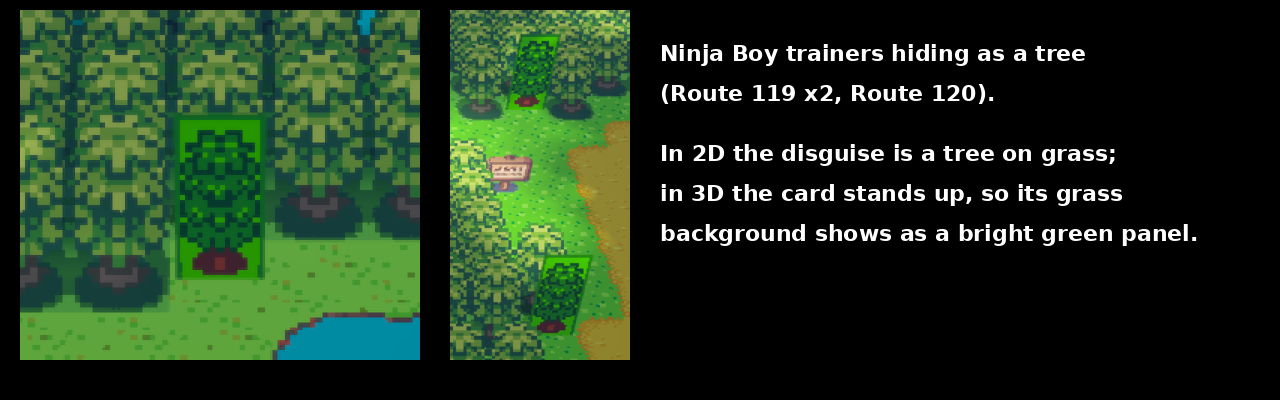 Ninja Boy trainers hiding as a tree
(Route 119 x2, Route 120).
In 2D the disguise is a tree on grass;
in 3D the card stands up, so its grass
background shows as a bright green panel.